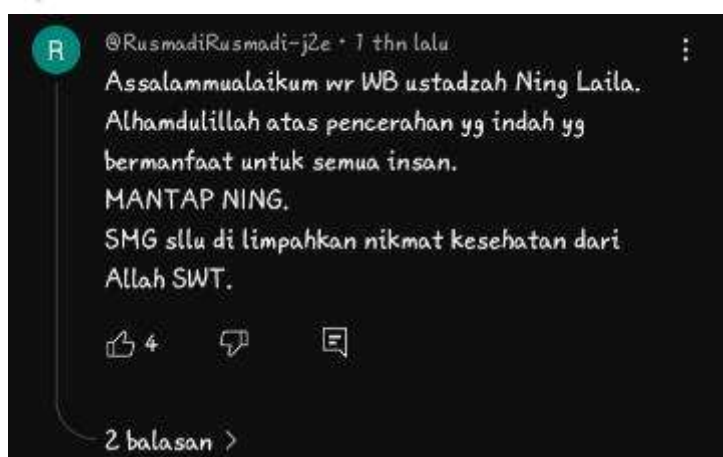 R
@RusmadiRusmadi-j2e • 1 thn lalu
Assalammualaikum wr WB ustadzah Ning Laila.
Alhamdulillah atas pencerahan yg indah yg
bermanfaat untuk semua insan.
MANTAP NING.
SMG sllu di limpahkan nikmat kesehatan dari
Allah SWT.
4
2 balasan >